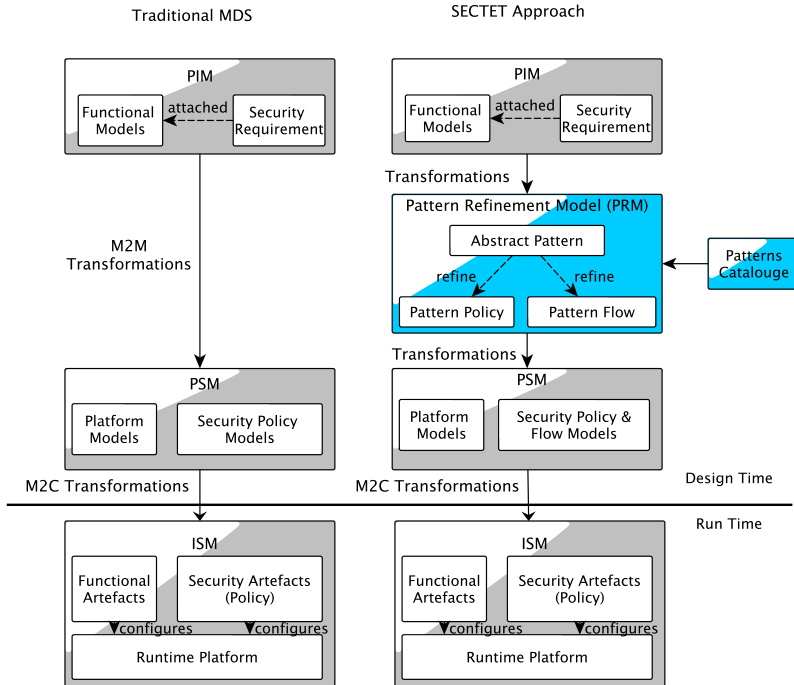 Traditional MDS
SECTET Approach
PIM
Functional
Models
attached
Security
Requirement
PIM
Functional
Models
attached
Security
Requirement
Transformations
M2M
Transformations
Pattern Refinement Model (PRM)
Abstract Pattern
refine
refine
Pattern Policy
Pattern Flow
Patterns
Catalouge
Transformations
PSM
Platform
Models
Security Policy
Models
PSM
Platform
Models
Security Policy &
Flow Models
M2C Transformations
M2C Transformations
Design Time
Run Time
ISM
Functional
Artefacts
Security Artefacts
(Policy)
configures
configures
Runtime Platform
ISM
Functional
Artefacts
Security Artefacts
(Policy)
configures
configures
Runtime Platform